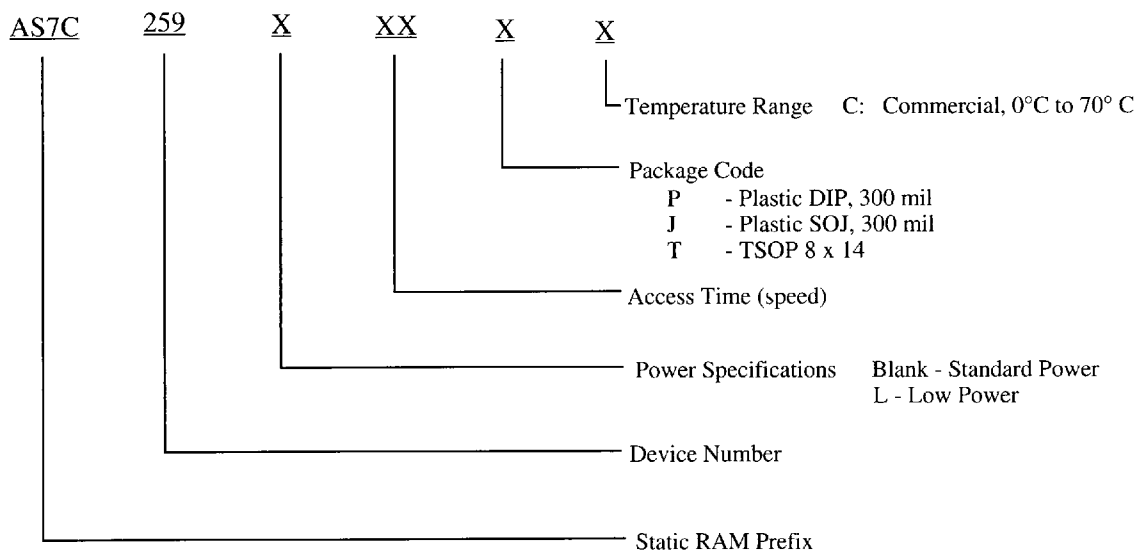 AS7C 259 X XX X X
Temperature Range C: Commercial, 0°C to 70° C
Package Code
P - Plastic DIP, 300 mil
J - Plastic SOJ, 300 mil
T - TSOP 8 x 14
Access Time (speed)
Power Specifications Blank - Standard Power
L - Low Power
Device Number
Static RAM Prefix